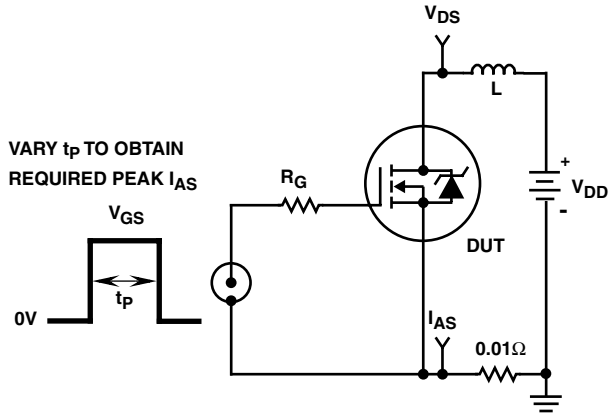 VDS
L
VARY tP TO OBTAIN
REQUIRED PEAK IAS
RG
+
VDD
-
VGS
DUT
tP
0V
IAS
0.01Ω